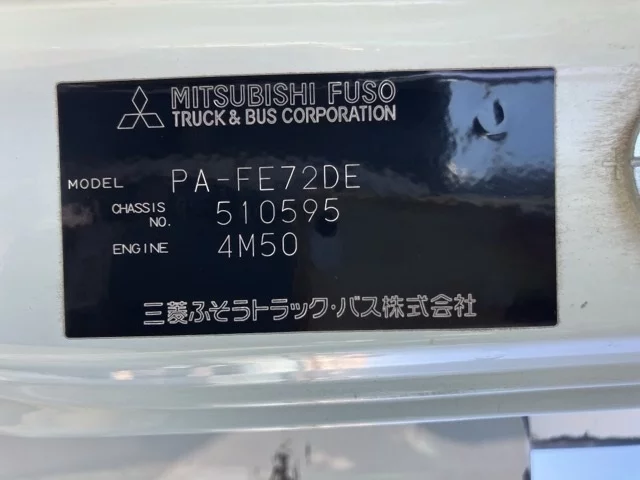 MITSUBISHI FUSO
TRUCK & BUS CORPORATION
MODEL PA-FE72DE
CHASSIS NO. 510595
ENGINE 4M50
三菱ふそうトラック・バス株式会社